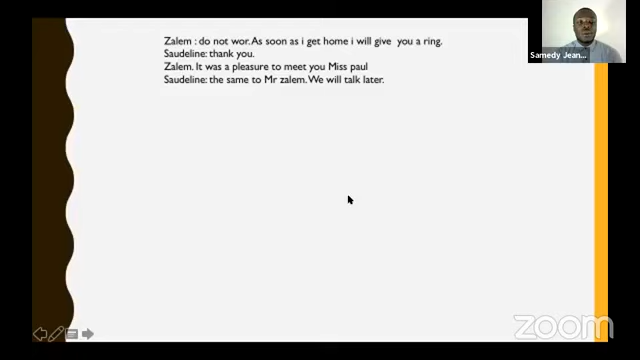 Zalem : do not wor. As soon as i get home i will give you a ring.
Saudeline: thank you.
Zalem. It was a pleasure to meet you Miss paul
Saudeline: the same to Mr zalem. We will talk later.
Samedy Jean...
zoom